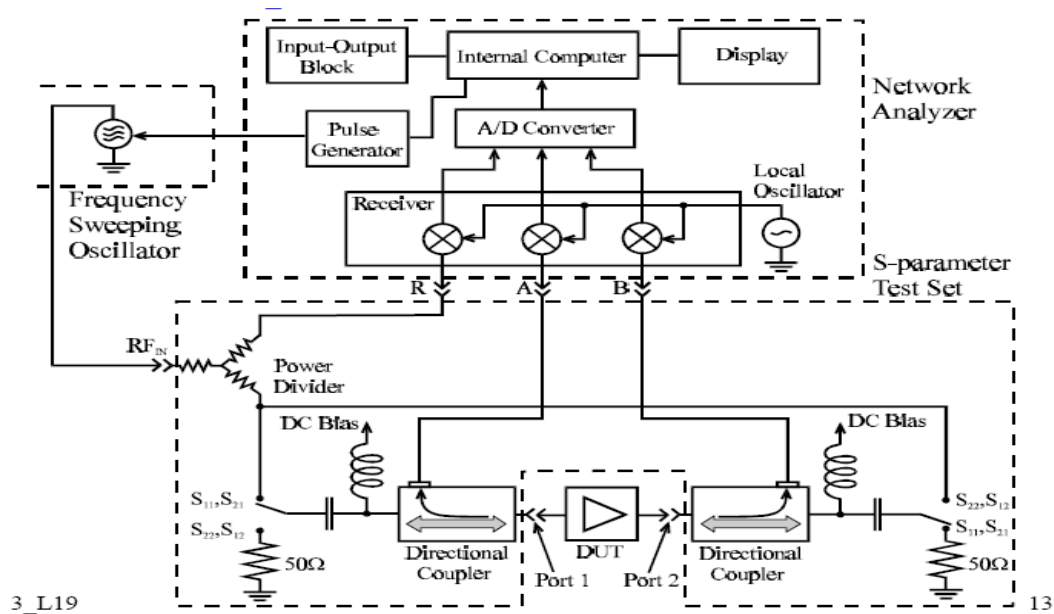 Input-Output
Block
Internal Computer
Display
Network
Analyzer
Pulse
Generator
A/D Converter
Local
Oscillator
Receiver
Frequency
Sweeping
Oscillator
S-parameter
Test Set
R
A
B
RF_IN
Power
Divider
DC Bias
DC Bias
S₁₁,S₂₁
S₂₂,S₁₂
50Ω
S₂₂,S₁₂
S₁₁,S₂₁
50Ω
Directional
Coupler
DUT
Directional
Coupler
Port 1
Port 2
3_L19
13